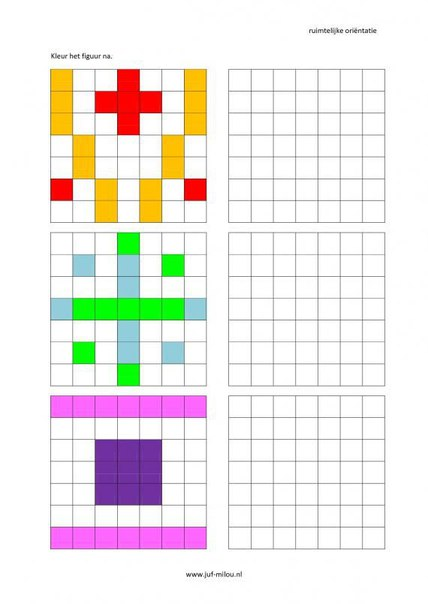 ruimtelijke oriëntatie
Kleur het figuur na.
www.juf-milou.nl